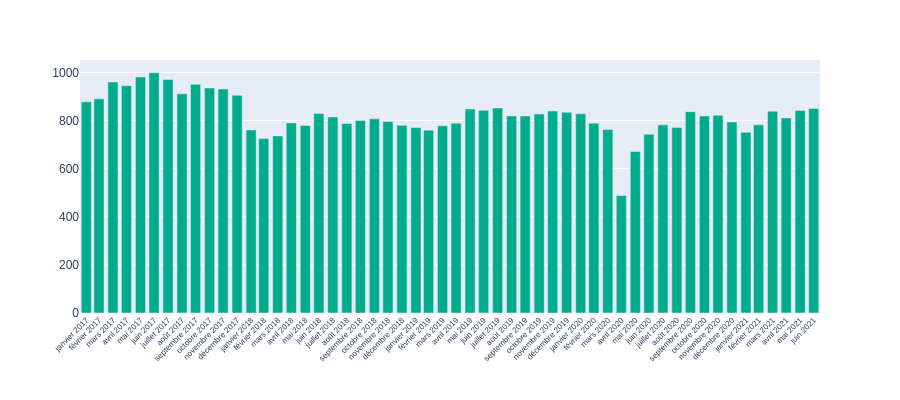 1000
800
600
400
200
0
janvier 2017
février 2017
mars 2017
avril 2017
mai 2017
juin 2017
juillet 2017
août 2017
septembre 2017
octobre 2017
novembre 2017
décembre 2017
janvier 2018
février 2018
mars 2018
avril 2018
mai 2018
juin 2018
juillet 2018
août 2018
septembre 2018
octobre 2018
novembre 2018
décembre 2018
janvier 2019
février 2019
mars 2019
avril 2019
mai 2019
juin 2019
juillet 2019
août 2019
septembre 2019
octobre 2019
novembre 2019
décembre 2019
janvier 2020
février 2020
mars 2020
avril 2020
mai 2020
juin 2020
juillet 2020
août 2020
septembre 2020
octobre 2020
novembre 2020
décembre 2020
janvier 2021
février 2021
mars 2021
avril 2021
mai 2021
juin 2021